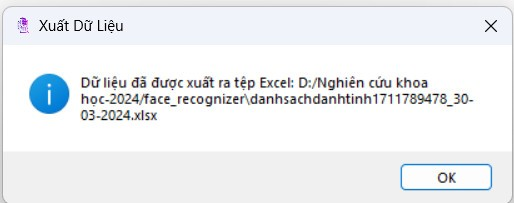 Xuất Dữ Liệu
Dữ liệu đã được xuất ra tệp Excel: D:/Nghiên cứu khoa
học-2024/face_recognizer\danhsachdanhtinh1711789478_30-
03-2024.xlsx
OK